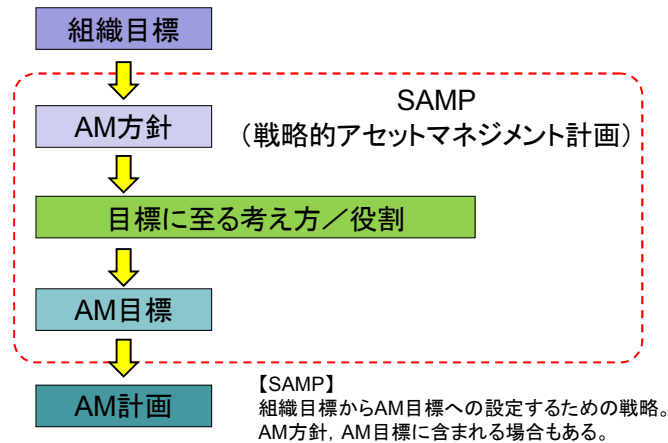 組織目標
SAMP
（戦略的アセットマネジメント計画）
AM方針
目標に至る考え方／役割
AM目標
AM計画
【SAMP】
組織目標からAM目標への設定するための戦略。
AM方針，AM目標に含まれる場合もある。